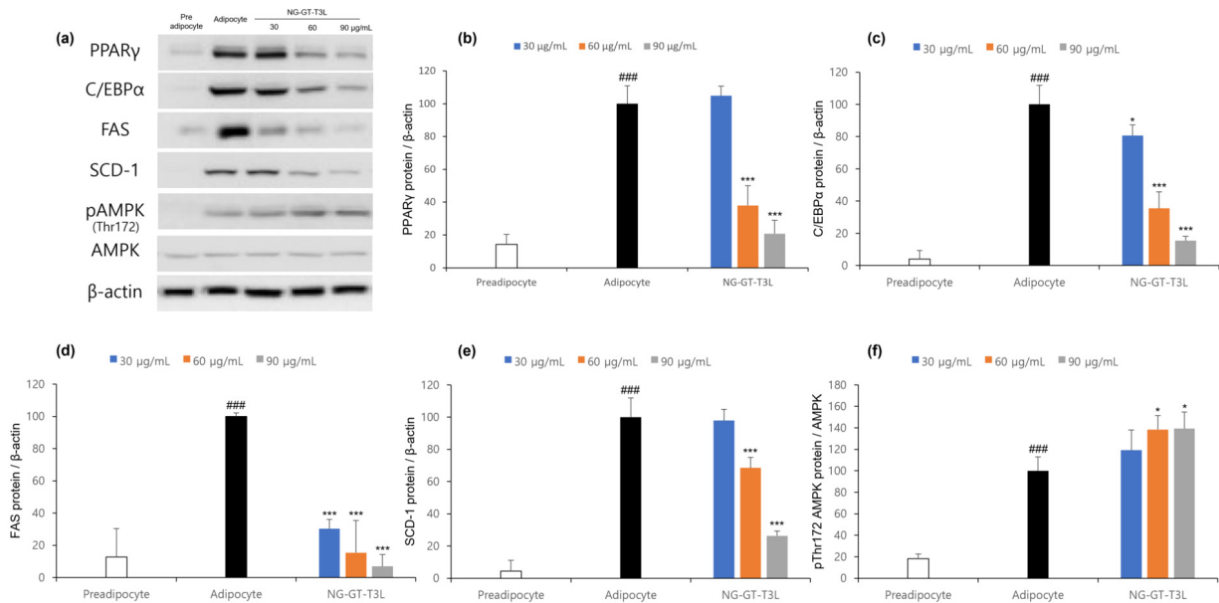 (a)
Pre
adipocyte
Adipocyte
NG-GT-T3L
30
60
90 µg/mL
PPARγ
C/EBPα
FAS
SCD-1
pAMPK
(Thr172)
AMPK
β-actin
(b)
30 µg/mL 60 µg/mL 90 µg/mL
PPARγ protein / β-actin
120
100
80
60
40
20
0
###
***
***
Preadipocyte Adipocyte NG-GT-T3L
(c)
30 µg/mL 60 µg/mL 90 µg/mL
C/EBPα protein / β-actin
120
100
80
60
40
20
0
###
*
***
***
Preadipocyte Adipocyte NG-GT-T3L
(d)
30 µg/mL 60 µg/mL 90 µg/mL
FAS protein / β-actin
120
100
80
60
40
20
0
###
*** ***
***
Preadipocyte Adipocyte NG-GT-T3L
(e)
30 µg/mL 60 µg/mL 90 µg/mL
SCD-1 protein / β-actin
120
100
80
60
40
20
0
###
***
***
Preadipocyte Adipocyte NG-GT-T3L
(f)
30 µg/mL 60 µg/mL 90 µg/mL
pThr172 AMPK protein / AMPK
180
160
140
120
100
80
60
40
20
0
###
* *
Preadipocyte Adipocyte NG-GT-T3L